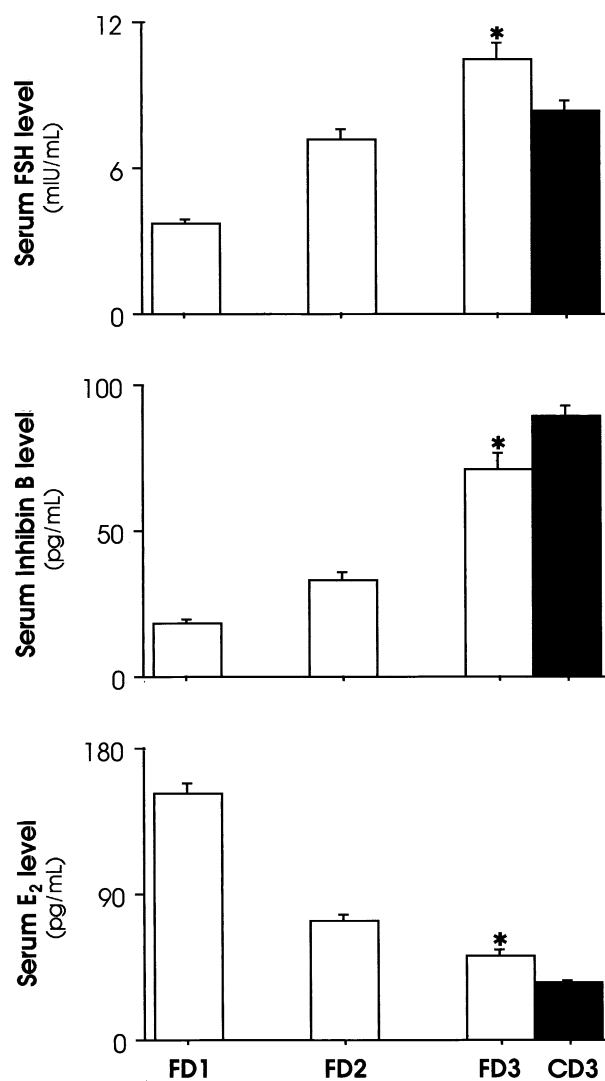 Serum FSH level
(mIU/mL)
12
6
0
*
Serum Inhibin B level
(pg/mL)
100
50
0
*
Serum E₂ level
(pg/mL)
180
90
0
*
FD1 FD2 FD3 CD3